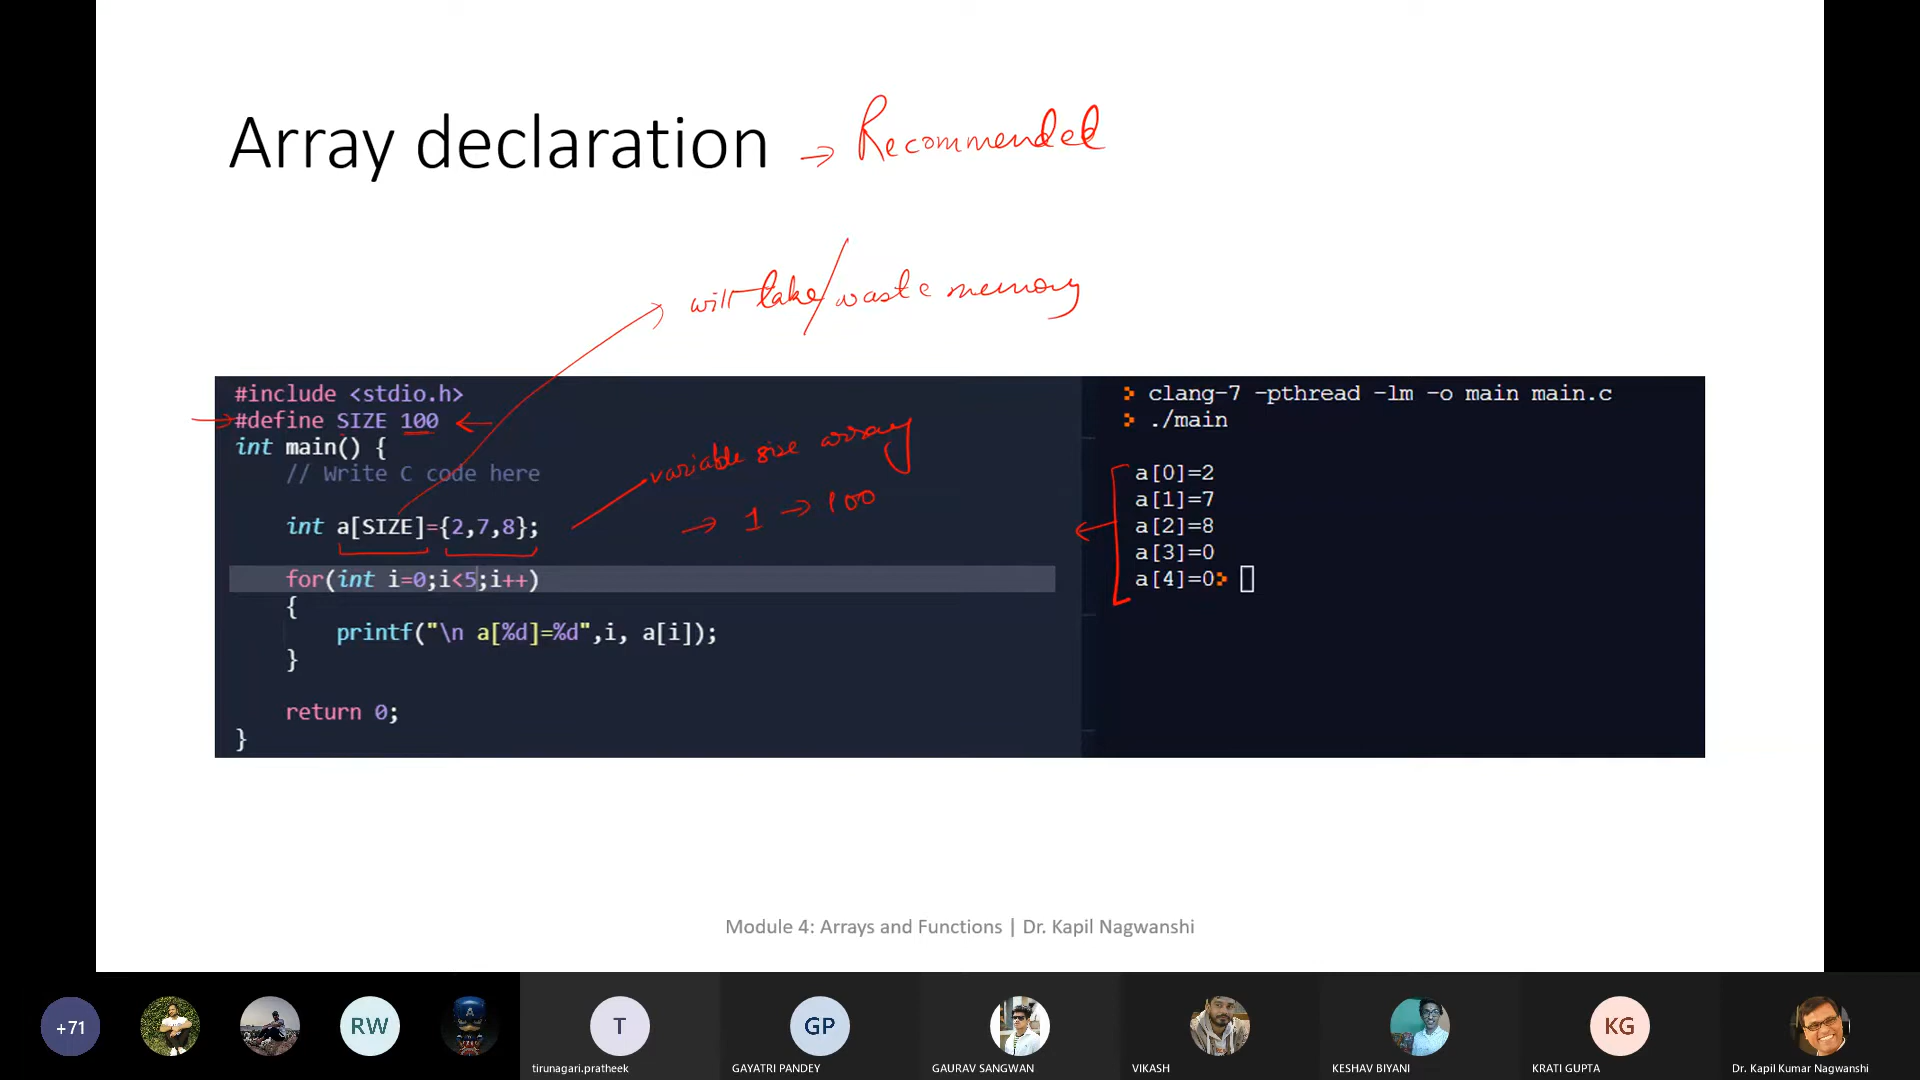 Array declaration → Recommended
will take/waste memory
#include <stdio.h>
#define SIZE 100
int main() {
// Write C code here
int a[SIZE]={2,7,8};
for(int i=0;i<5;i++)
{
printf("\n a[%d]=%d",i, a[i]);
}
return 0;
}
variable size array
→ 1 → 100
> clang-7 -pthread -lm -o main main.c
> ./main
a[0]=2
a[1]=7
a[2]=8
a[3]=0
a[4]=0>
Module 4: Arrays and Functions | Dr. Kapil Nagwanshi
+71
RW
A
T
GP
KG
tirunagari.pratheek
GAYATRI PANDEY
GAURAV SANGWAN
VIKASH
KESHAV BIYANI
KRATI GUPTA
Dr. Kapil Kumar Nagwanshi